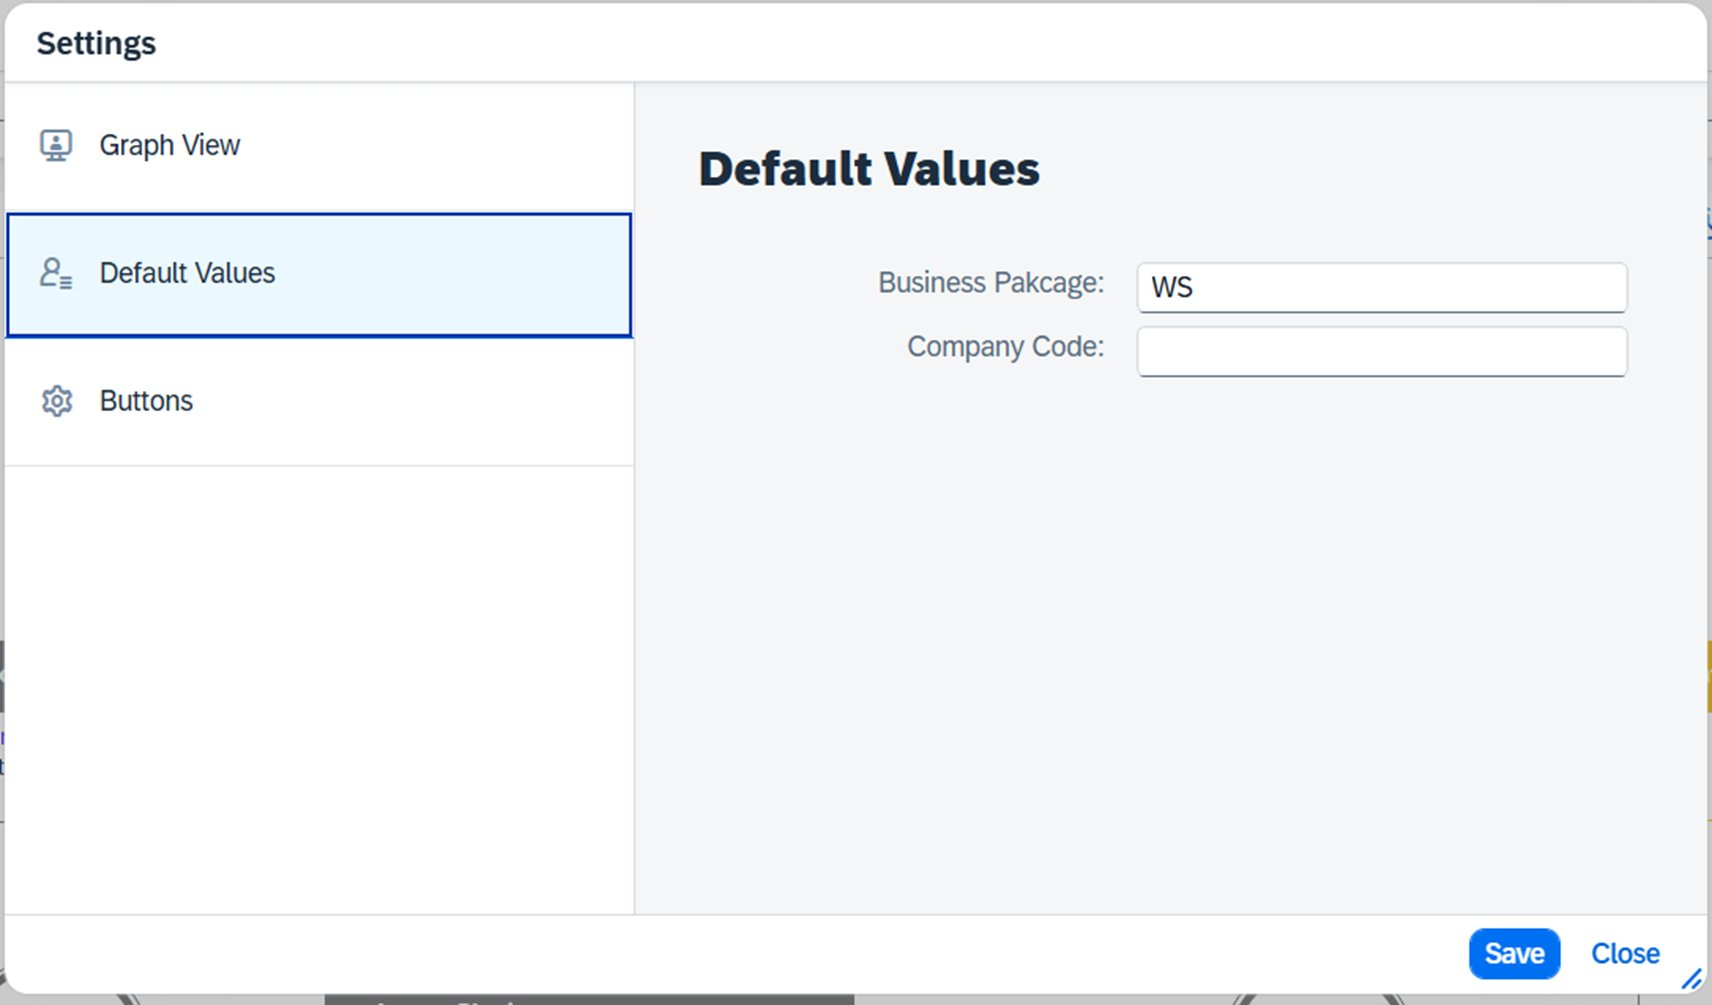 Settings
Graph View
Default Values
Buttons
Default Values
Business Pakcage: WS
Company Code:
Save Close